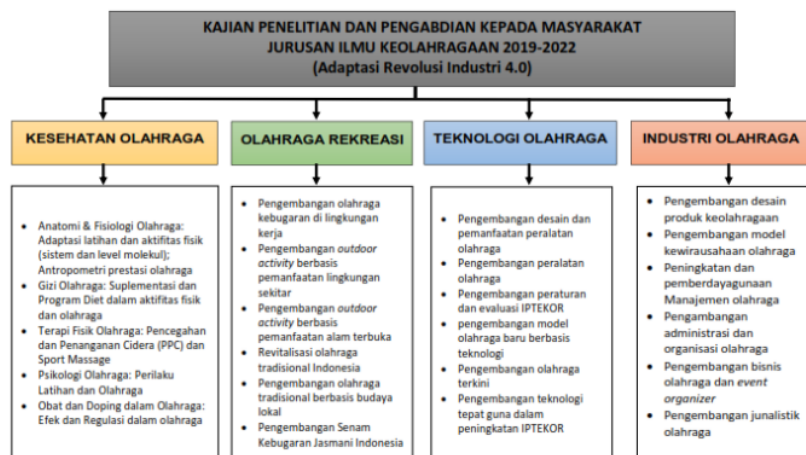 KAJIAN PENELITIAN DAN PENGABDIAN KEPADA MASYARAKAT
JURUSAN ILMU KEOLAHRAGAAN 2019-2022
(Adaptasi Revolusi Industri 4.0)
KESEHATAN OLAHRAGA
• Anatomi & Fisiologi Olahraga:
Adaptasi latihan dan aktifitas fisik
(sistem dan level molekul);
Antropometri prestasi olahraga
• Gizi Olahraga: Suplementasi dan
Program Diet dalam aktifitas fisik
dan olahraga
• Terapi Fisik Olahraga: Pencegahan
dan Penanganan Cidera (PPC) dan
Sport Massage
• Psikologi Olahraga: Perilaku
Latihan dan Olahraga
• Obat dan Doping dalam Olahraga:
Efek dan Regulasi dalam olahraga
OLAHRAGA REKREASI
• Pengembangan olahraga
kebugaran di lingkungan
kerja
• Pengembangan outdoor
activity berbasis
pemanfaatan lingkungan
sekitar
• Pengembangan outdoor
activity berbasis
pemanfaatan alam terbuka
• Revitalisasi olahraga
tradisional Indonesia
• Pengembangan olahraga
tradisional berbasis budaya
lokal
• Pengembangan Senam
Kebugaran Jasmani Indonesia
TEKNOLOGI OLAHRAGA
• Pengembangan desain dan
pemanfaatan peralatan
olahraga
• Pengembangan peralatan
olahraga
• Pengembangan peraturan
dan evaluasi IPTEKOR
• pengembangan model
olahraga baru berbasis
teknologi
• Pengembangan olahraga
terkini
• Pengembangan teknologi
tepat guna dalam
peningkatan IPTEKOR
INDUSTRI OLAHRAGA
• Pengembangan desain
produk keolahragaan
• Pengembangan model
kewirausahaan olahraga
• Peningkatan dan
pemberdayagunaan
Manajemen olahraga
• Pengambangan
administrasi dan
organisasi olahraga
• Pengembangan bisnis
olahraga dan event
organizer
• Pengembangan junalistik
olahraga